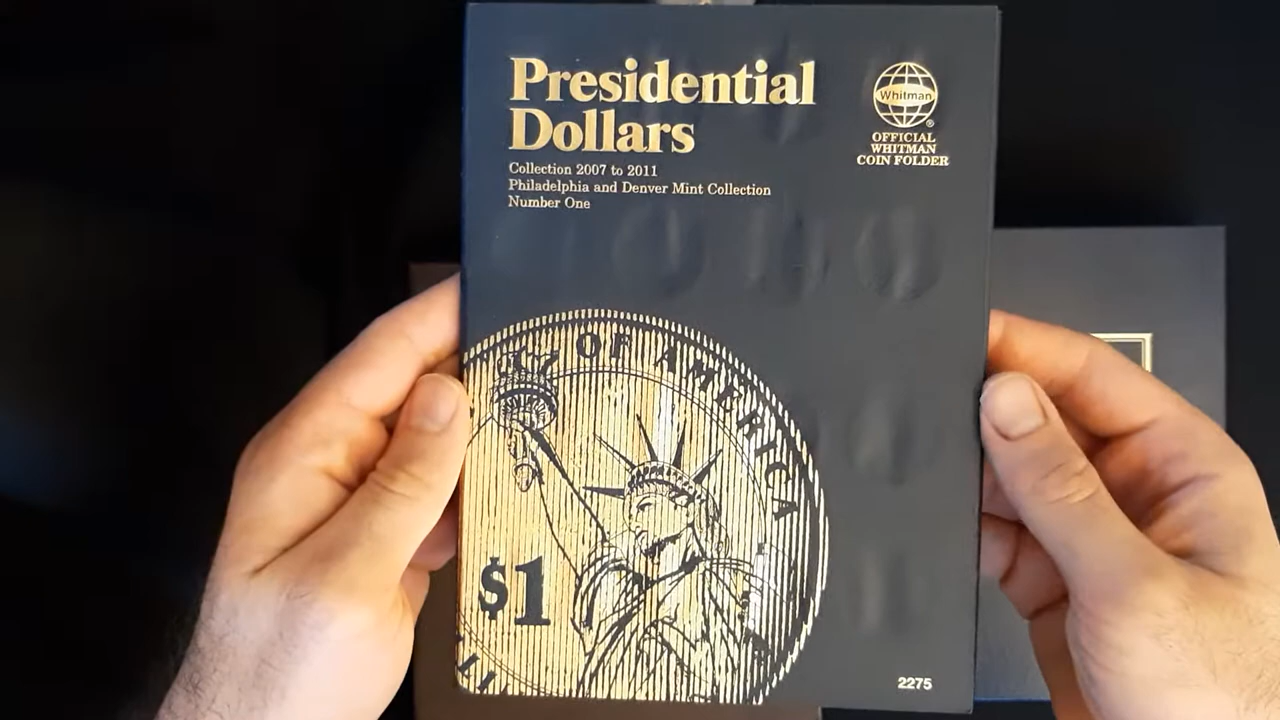 Presidential
Dollars
Collection 2007 to 2011
Philadelphia and Denver Mint Collection
Number One
Whitman
®
OFFICIAL
WHITMAN
COIN FOLDER
OF AMERICA
$1
2275